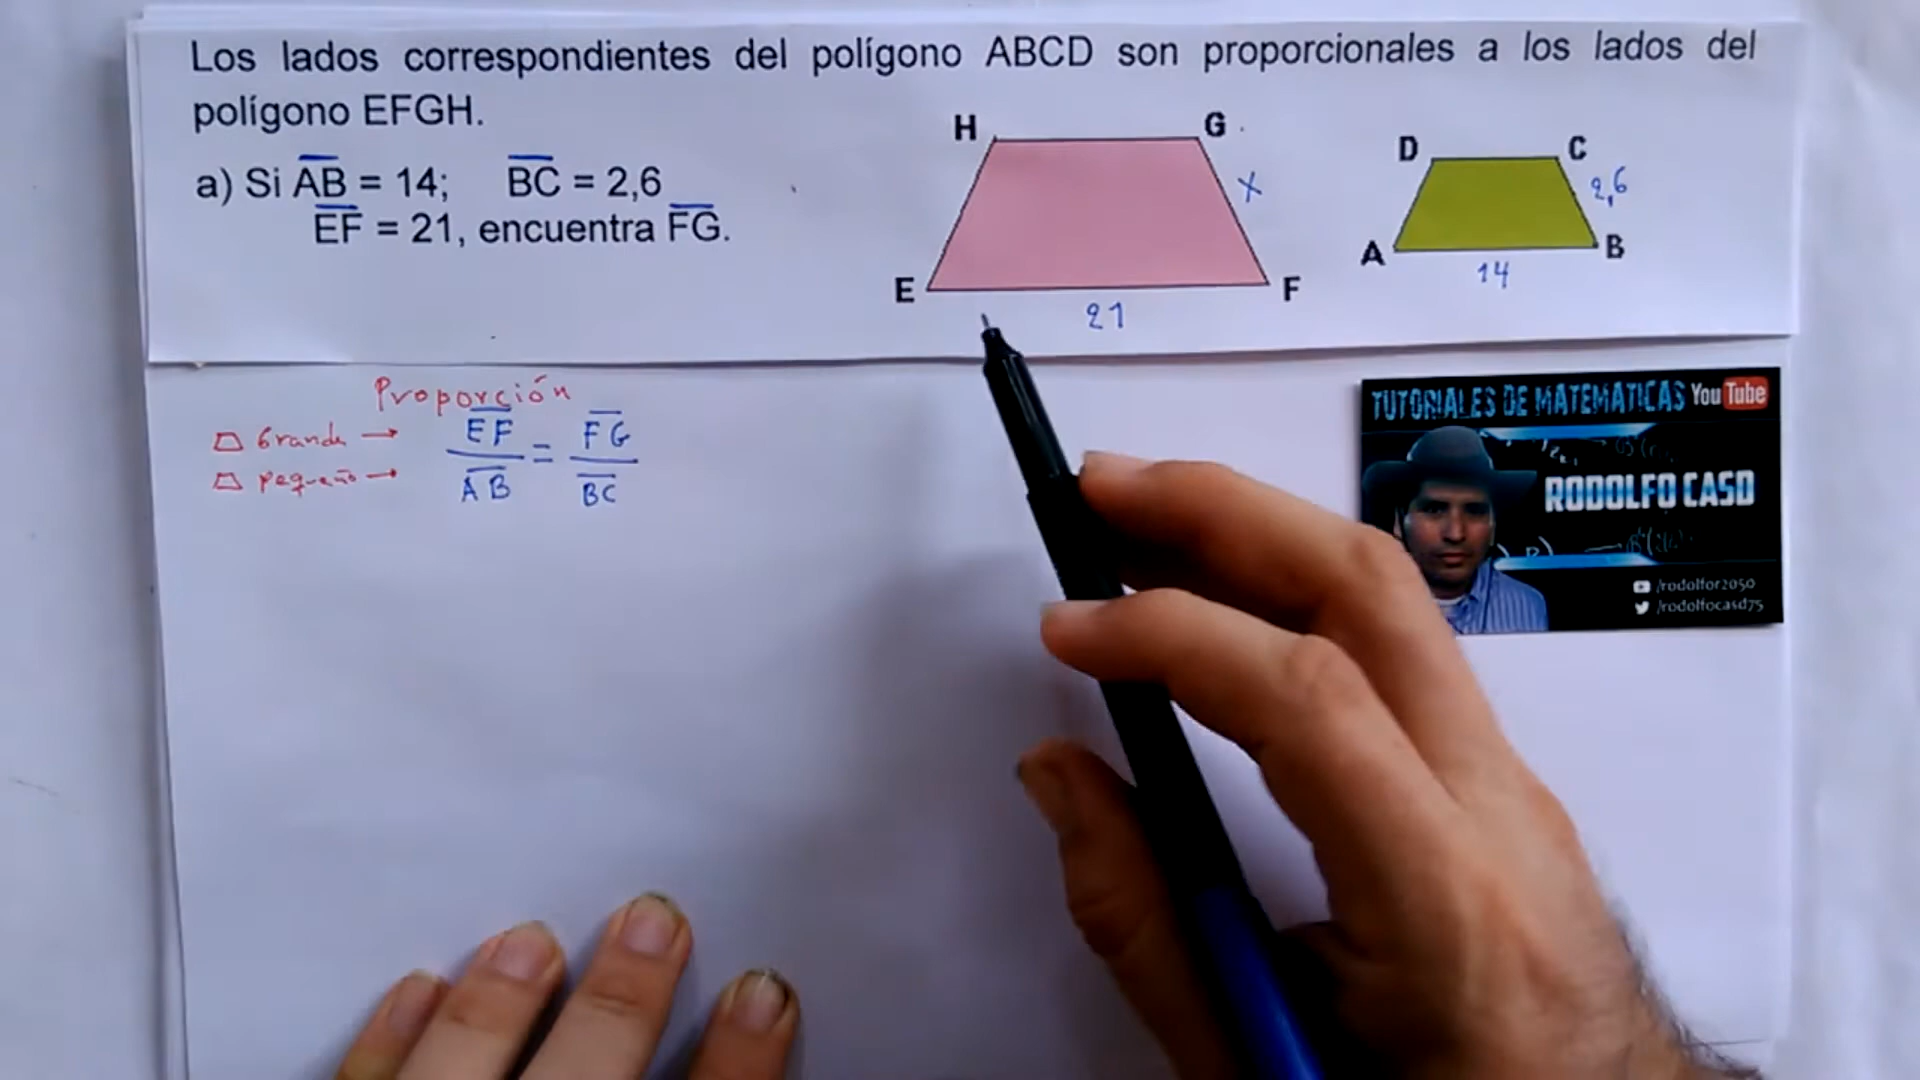 Los lados correspondientes del polígono ABCD son proporcionales a los lados del
polígono EFGH.
a) Si AB = 14; BC = 2,6
EF = 21, encuentra FG.
H G
X
E F
21
D C
2,6
A B
14
Proporción
Grande → EF = FG
pequeño → AB BC
TUTORIALES DE MATEMATICAS YouTube
RODOLFO CASD
/rodolfor2050
/rodolfocasd75